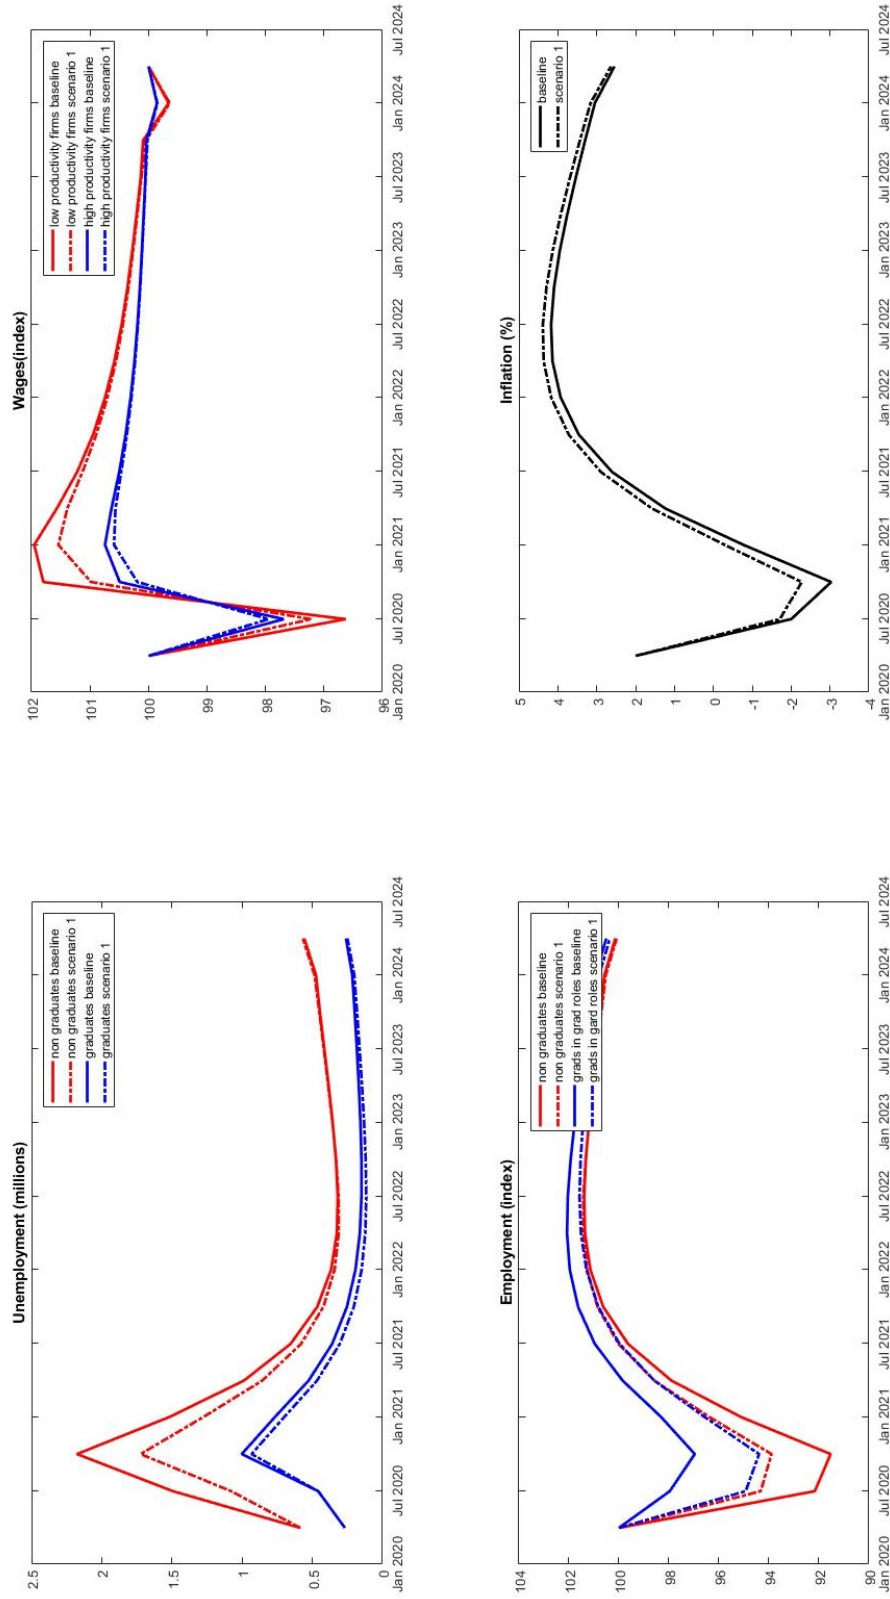 Unemployment (millions)
2.5
2
1.5
1
0.5
0
Jan 2020
Jul 2020
Jan 2021
Jul 2021
Jan 2022
Jul 2022
Jan 2023
Jul 2023
Jan 2024
Jul 2024
non graduates baseline
non graduates scenario 1
graduates baseline
graduates scenario 1
Wages(index)
102
101
100
99
98
97
96
Jan 2020
Jul 2020
Jan 2021
Jul 2021
Jan 2022
Jul 2022
Jan 2023
Jul 2023
Jan 2024
Jul 2024
low productivity firms baseline
low productivity firms scenario 1
high productivity firms baseline
high productivity firms scenario 1
Employment (index)
104
102
100
98
96
94
92
90
Jan 2020
Jul 2020
Jan 2021
Jul 2021
Jan 2022
Jul 2022
Jan 2023
Jul 2023
Jan 2024
Jul 2024
non graduates baseline
non graduates scenario 1
grads in grad roles baseline
grads in gard roles scenario 1
Inflation (%)
5
4
3
2
1
0
-1
-2
-3
-4
Jan 2020
Jul 2020
Jan 2021
Jul 2021
Jan 2022
Jul 2022
Jan 2023
Jul 2023
Jan 2024
Jul 2024
baseline
scenario 1